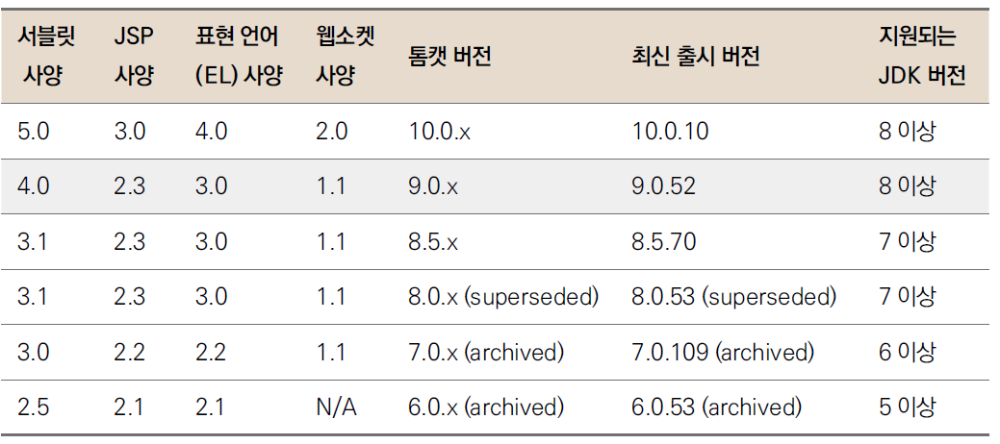 서블릿 사양 JSP 사양 표현 언어 (EL) 사양 웹소켓 사양 톰캣 버전 최신 출시 버전 지원되는 JDK 버전
5.0 3.0 4.0 2.0 10.0.x 10.0.10 8 이상
4.0 2.3 3.0 1.1 9.0.x 9.0.52 8 이상
3.1 2.3 3.0 1.1 8.5.x 8.5.70 7 이상
3.1 2.3 3.0 1.1 8.0.x (superseded) 8.0.53 (superseded) 7 이상
3.0 2.2 2.2 1.1 7.0.x (archived) 7.0.109 (archived) 6 이상
2.5 2.1 2.1 N/A 6.0.x (archived) 6.0.53 (archived) 5 이상